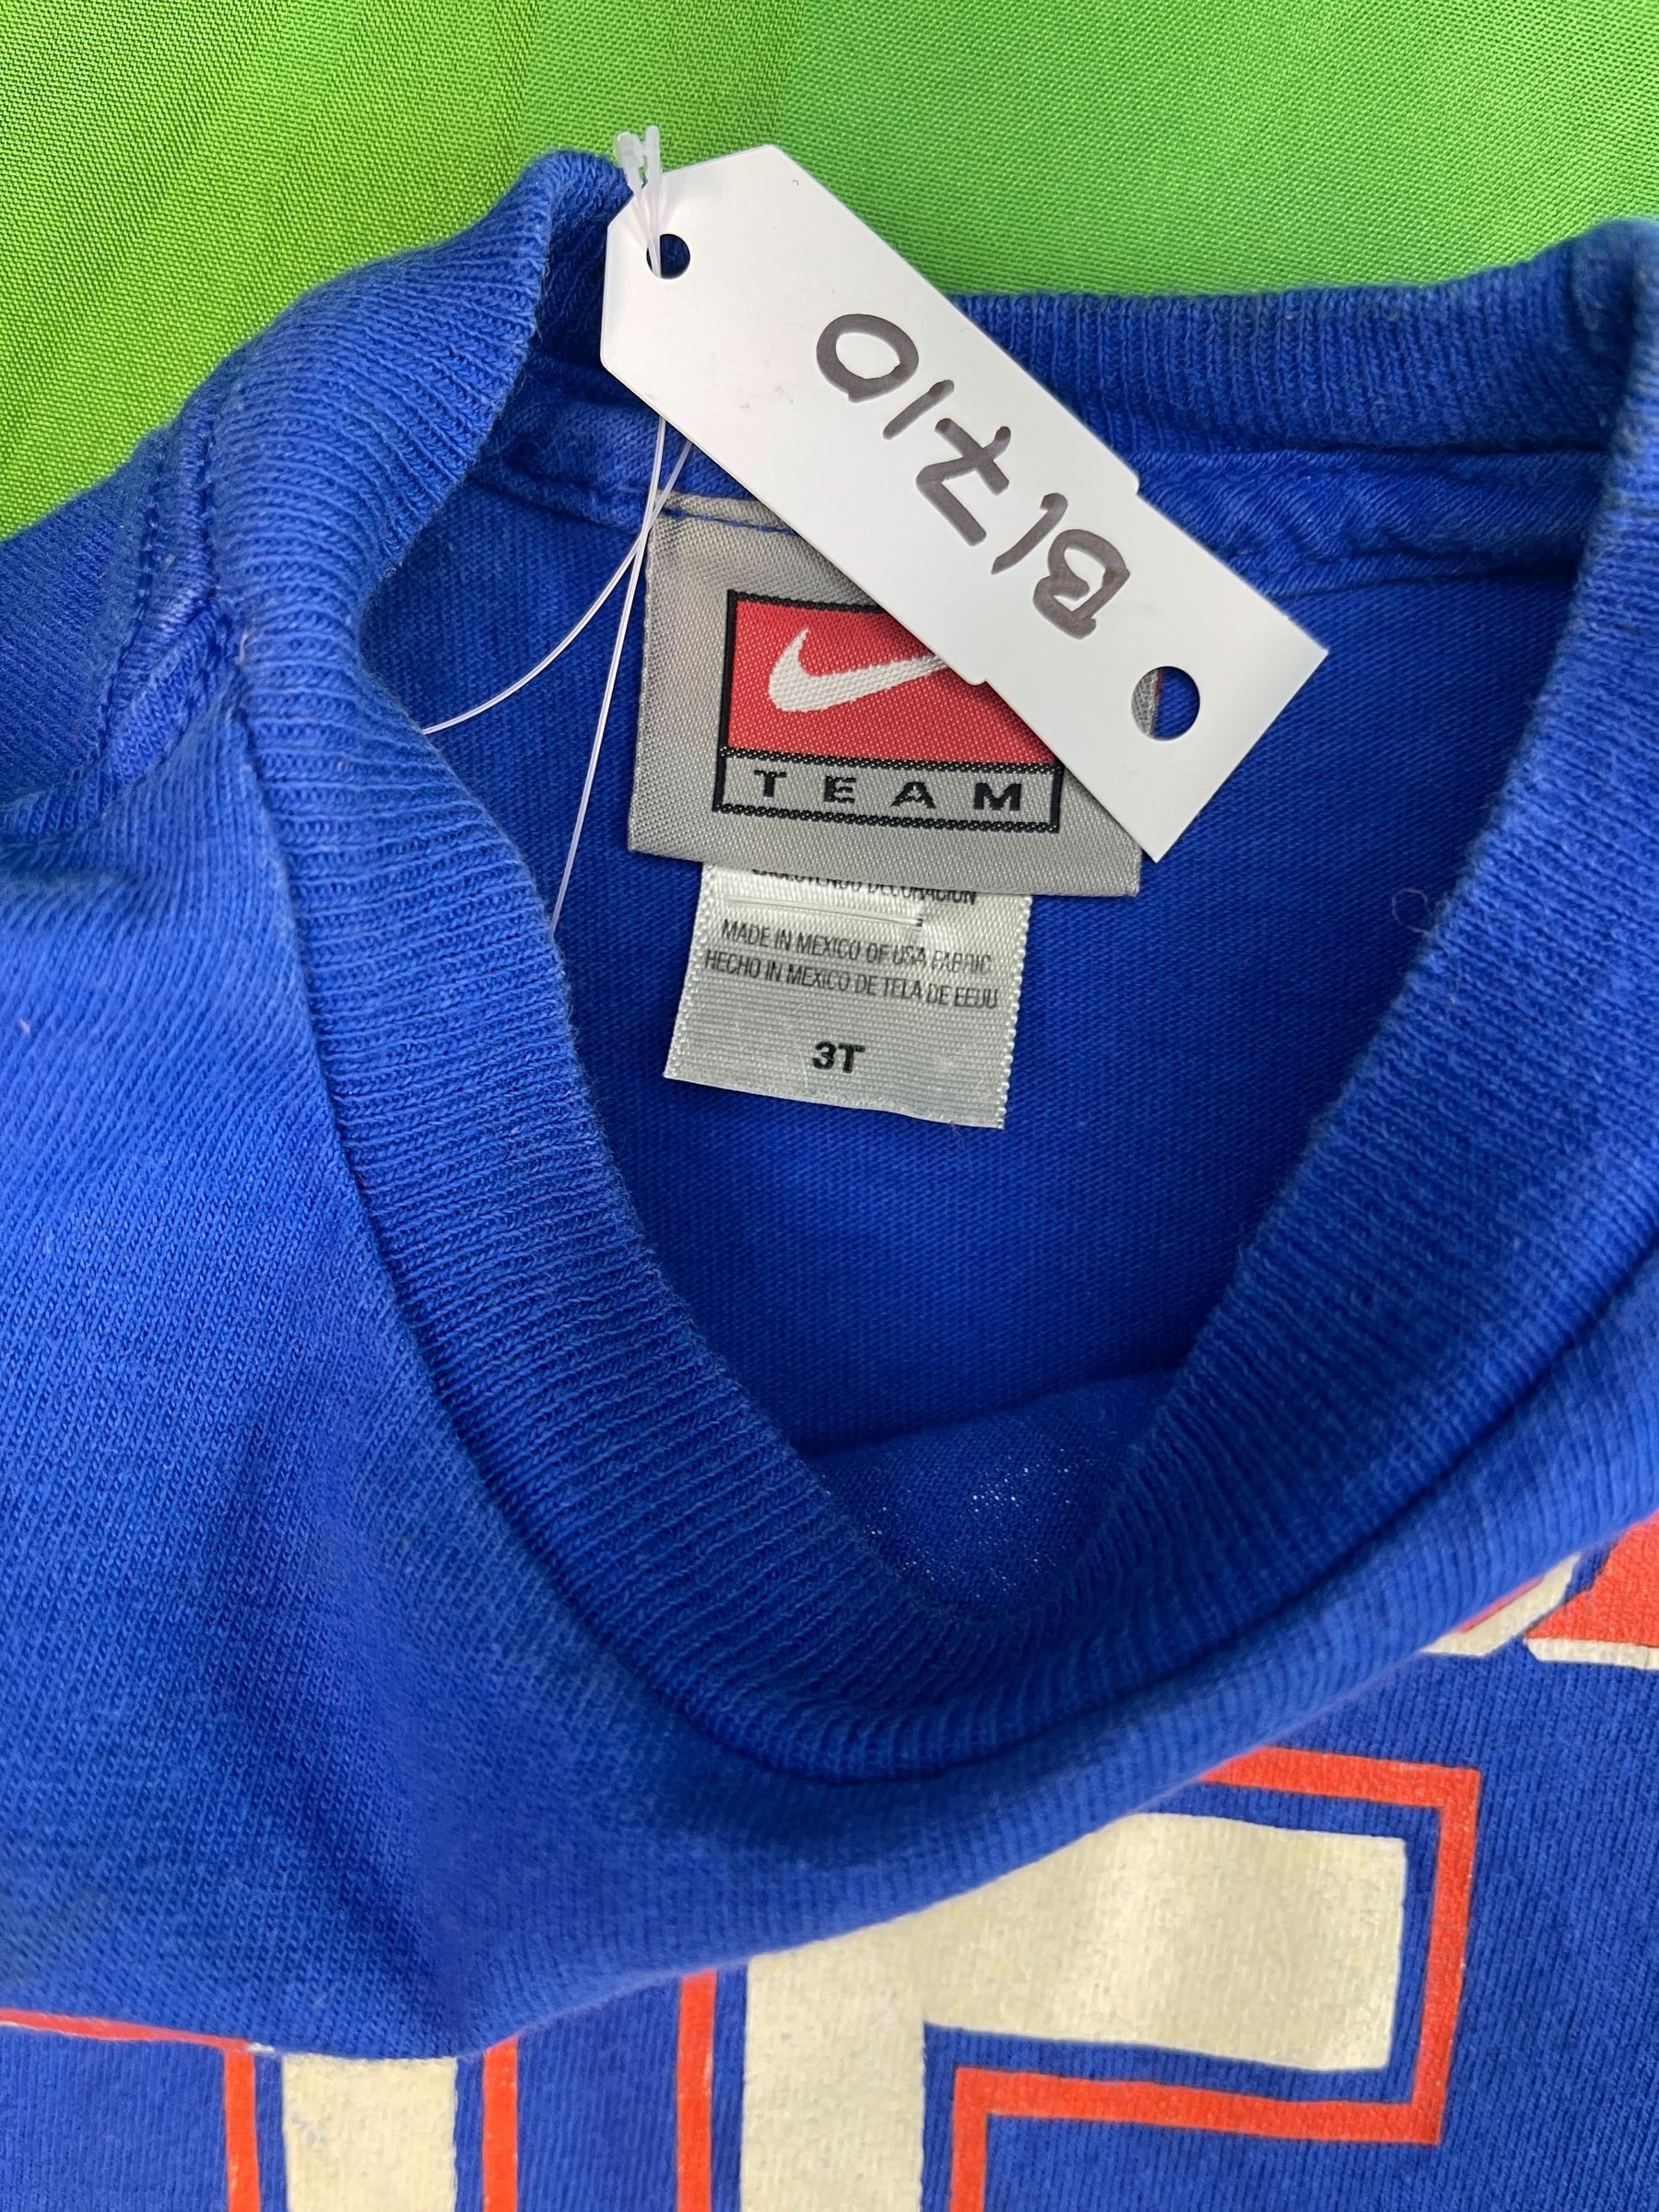 B1710
TEAM
MADE IN MEXICO OF USA FABRIC
HECHO IN MEXICO DE TELA DE EEUU
3T